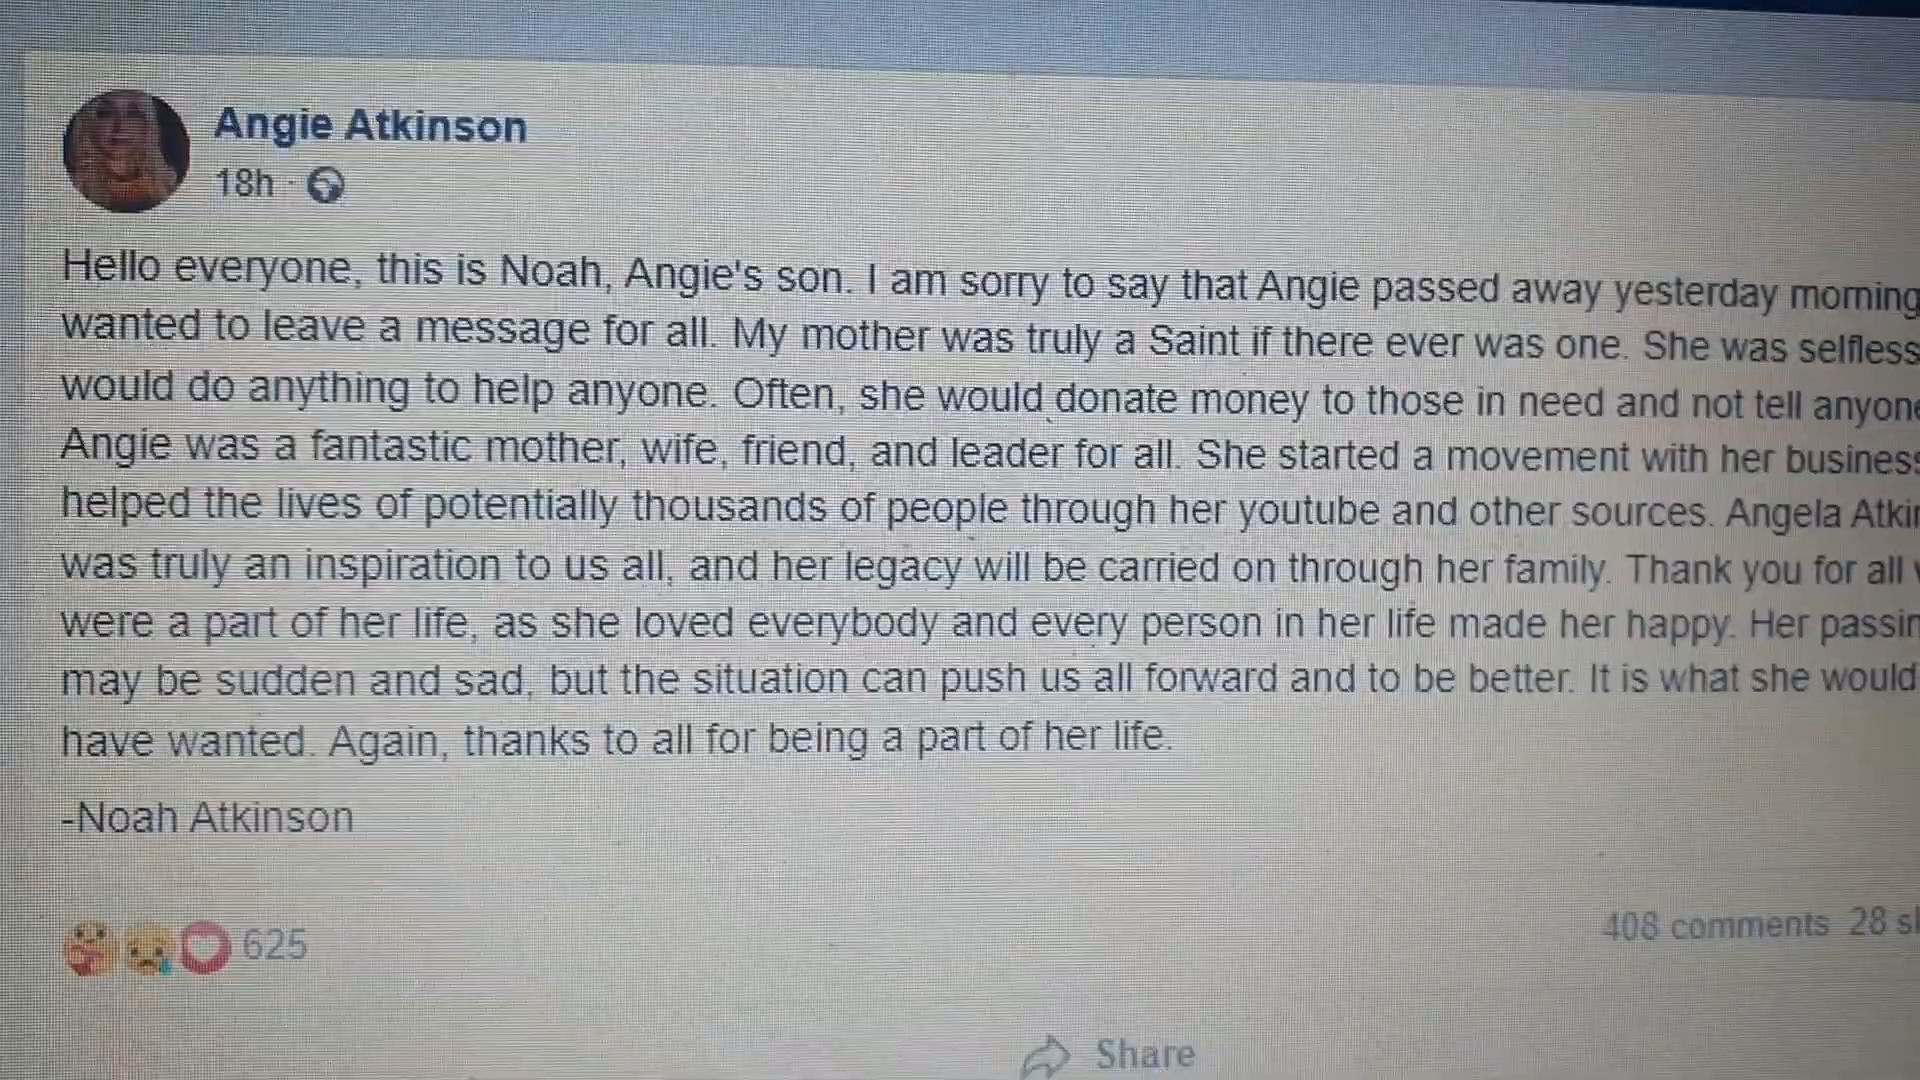 Angie Atkinson
18h ·
Hello everyone, this is Noah, Angie's son. I am sorry to say that Angie passed away yesterday morning
wanted to leave a message for all. My mother was truly a Saint if there ever was one. She was selfless
would do anything to help anyone. Often, she would donate money to those in need and not tell anyone
Angie was a fantastic mother, wife, friend, and leader for all. She started a movement with her business
helped the lives of potentially thousands of people through her youtube and other sources. Angela
was truly an inspiration to us all, and her legacy will be carried on through her family. Thank you for all
were a part of her life, as she loved everybody and every person in her life made her happy. Her
may be sudden and sad, but the situation can push us all forward and to be better. It is what she would
have wanted. Again, thanks to all for being a part of her life.
-Noah Atkinson
625
408 comments 28
Share